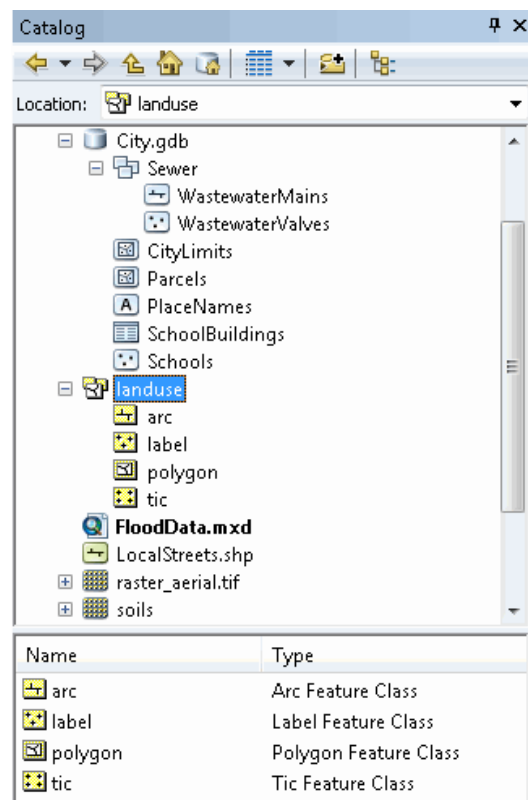 Catalog
Location: landuse
City.gdb
Sewer
WastewaterMains
WastewaterValves
CityLimits
Parcels
A PlaceNames
SchoolBuildings
Schools
landuse
arc
label
polygon
tic
FloodData.mxd
LocalStreets.shp
raster_aerial.tif
soils
Name Type
arc Arc Feature Class
label Label Feature Class
polygon Polygon Feature Class
tic Tic Feature Class